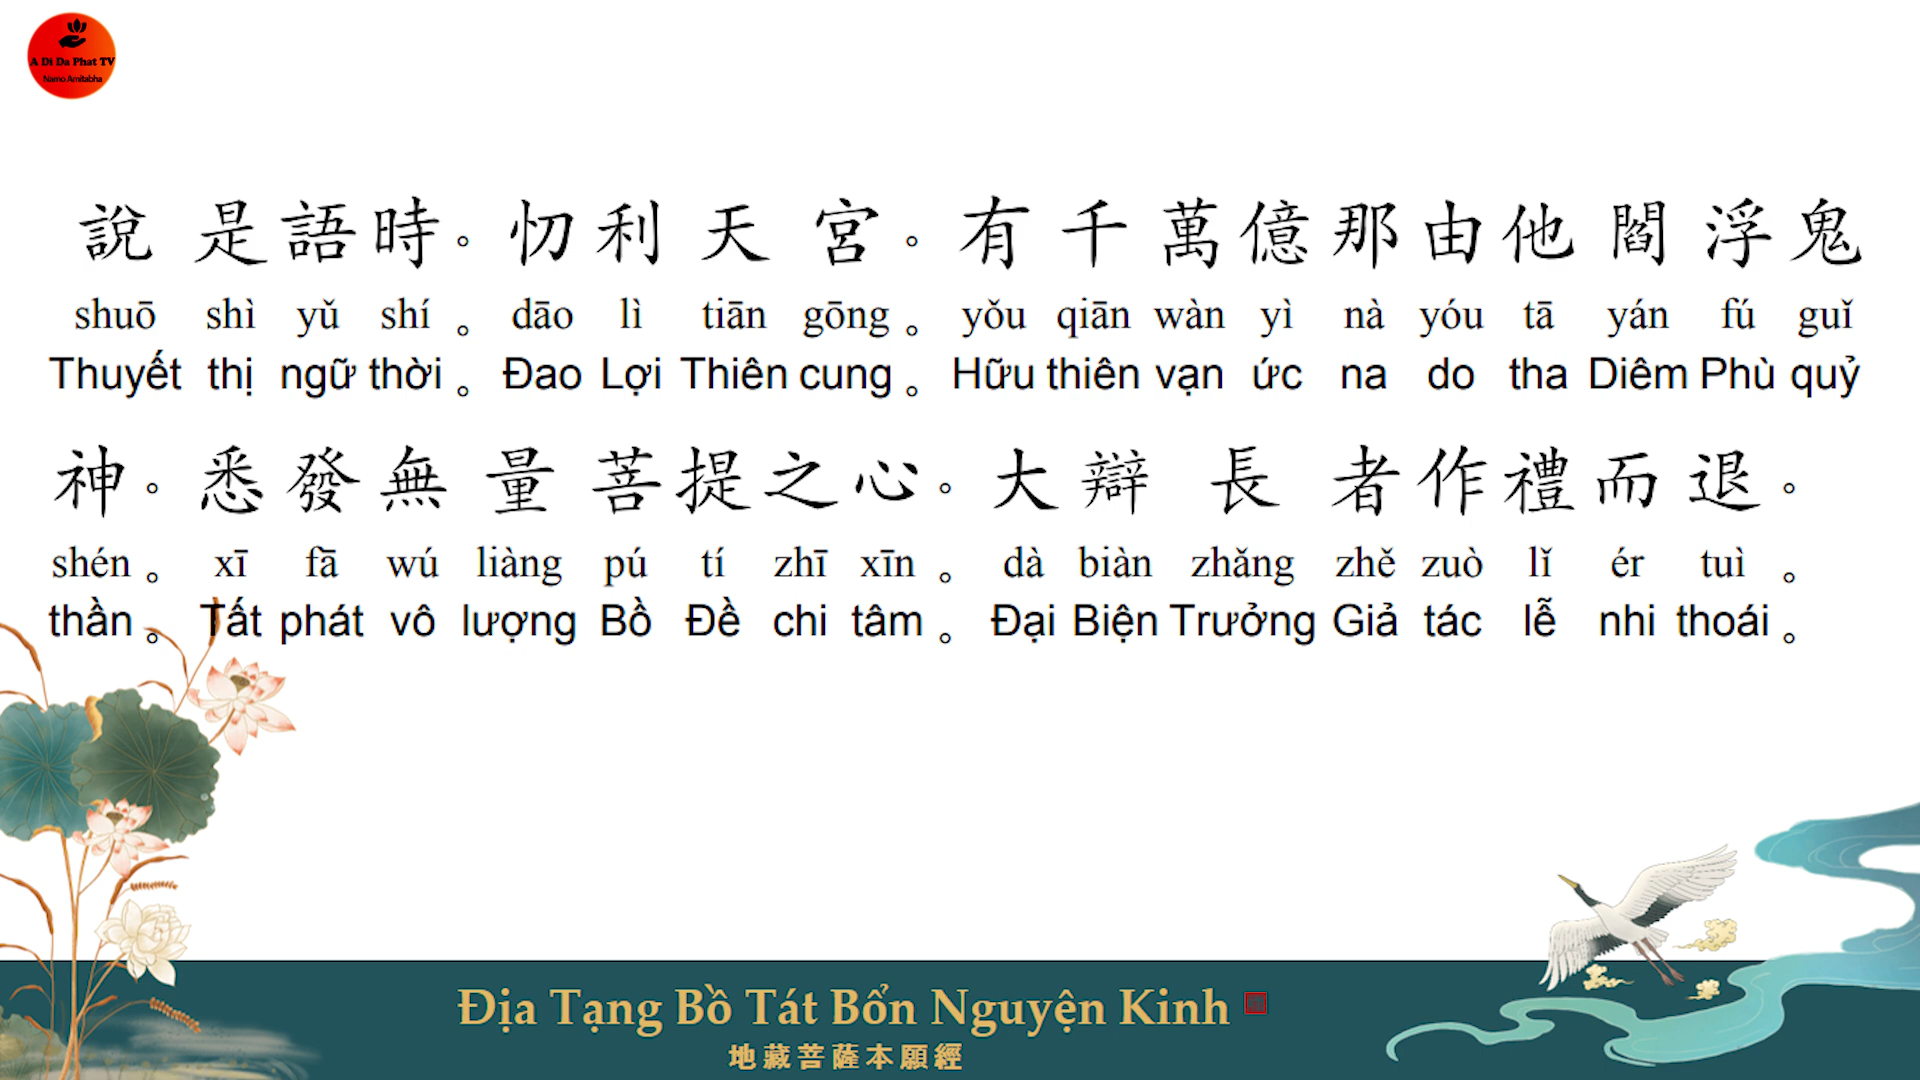 A Di Da Phat TV
Namo Amitabha
說是語時。忉利天宮。有千萬億那由他閻浮鬼
shuō shì yǔ shí 。 dāo lì tiān gōng 。 yǒu qiān wàn yì nà yóu tā yán fú guǐ
Thuyết thị ngữ thời 。 Đao Lợi Thiên cung 。 Hữu thiên vạn ức na do tha Diêm Phù quỷ
神。悉發無量菩提之心。大辯長者作禮而退。
shén 。 xī fā wú liàng pú tí zhī xīn 。 dà biàn zhǎng zhě zuò lǐ ér tuì 。
thần 。 Tất phát vô lượng Bồ Đề chi tâm 。 Đại Biện Trưởng Giả tác lễ nhi thoái 。
Địa Tạng Bồ Tát Bổn Nguyện Kinh
地藏菩薩本願經